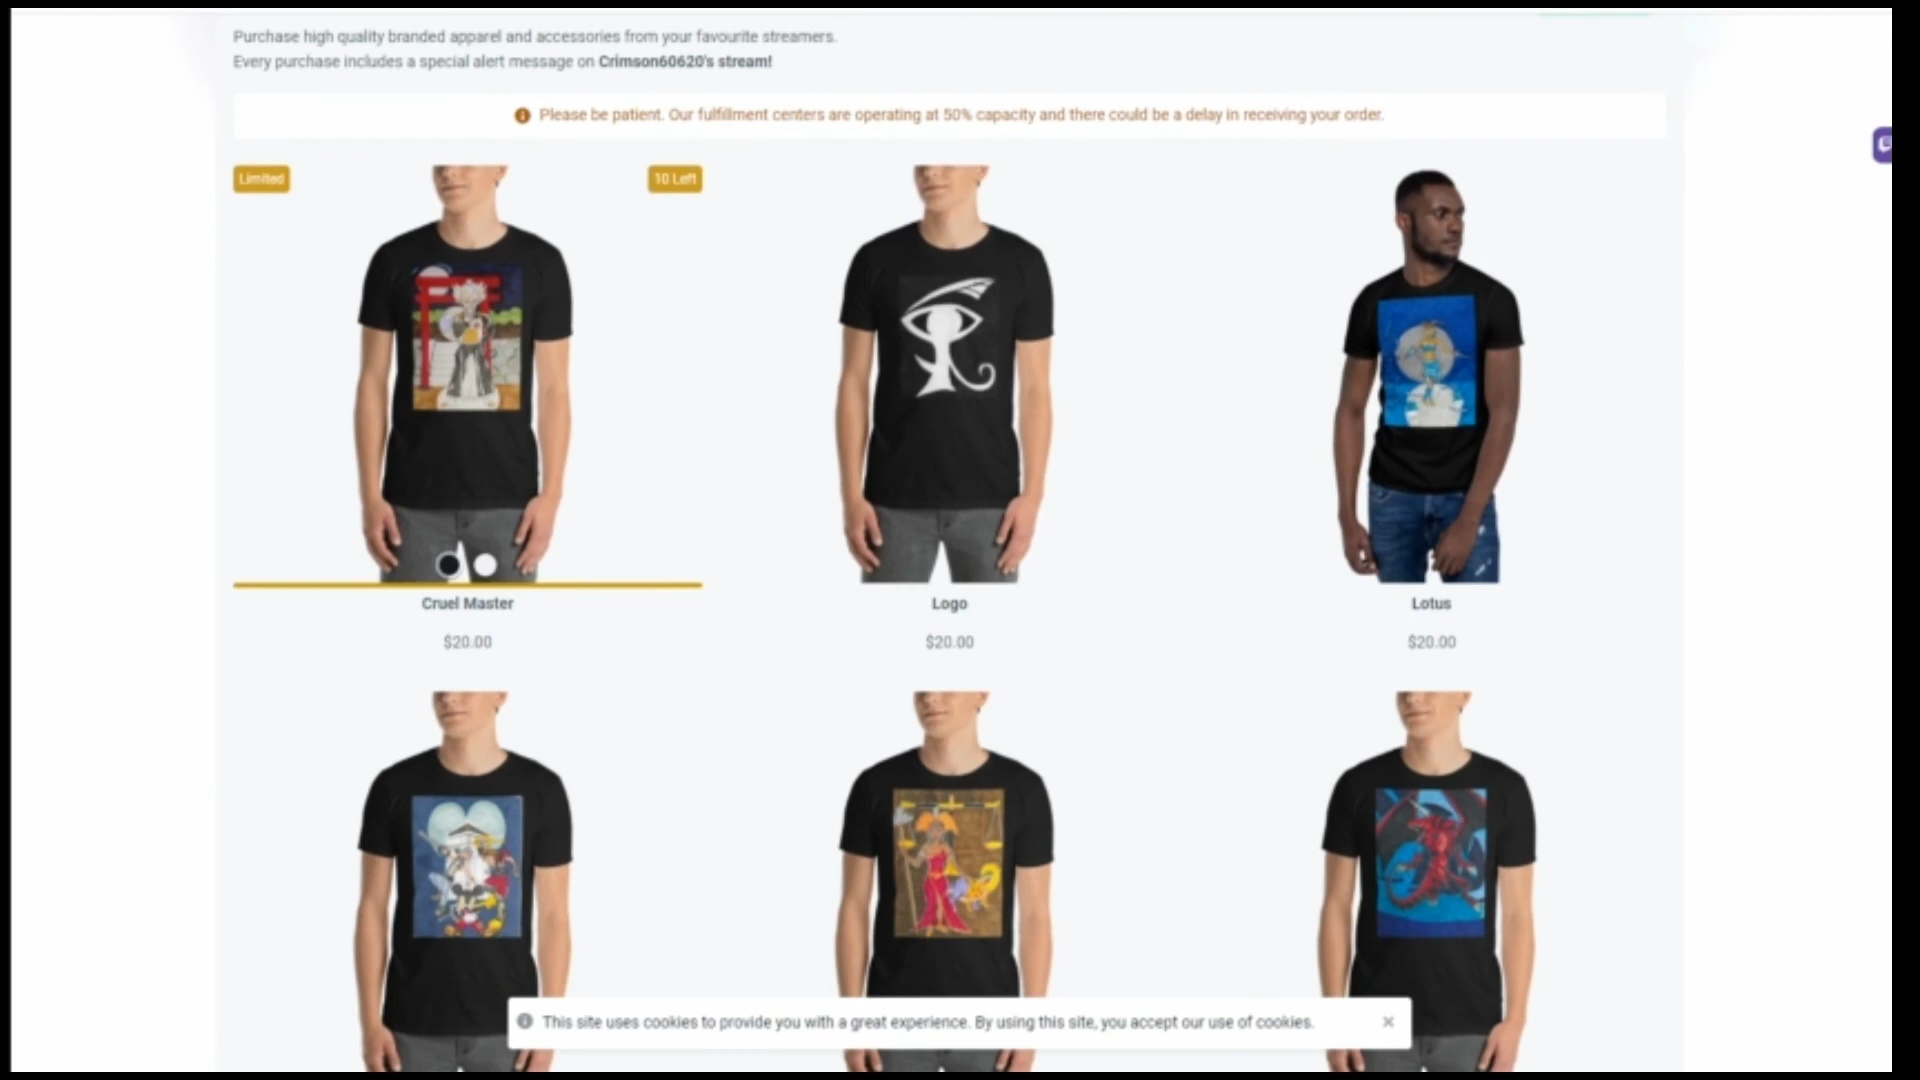 Purchase high quality branded apparel and accessories from your favourite streamers.
Every purchase includes a special alert message on Crimson60620's stream!
Please be patient. Our fulfillment centers are operating at 50% capacity and there could be a delay in receiving your order.
Limited
10 Left
Cruel Master
Logo
Lotus
$20.00
$20.00
$20.00
This site uses cookies to provide you with a great experience. By using this site, you accept our use of cookies.